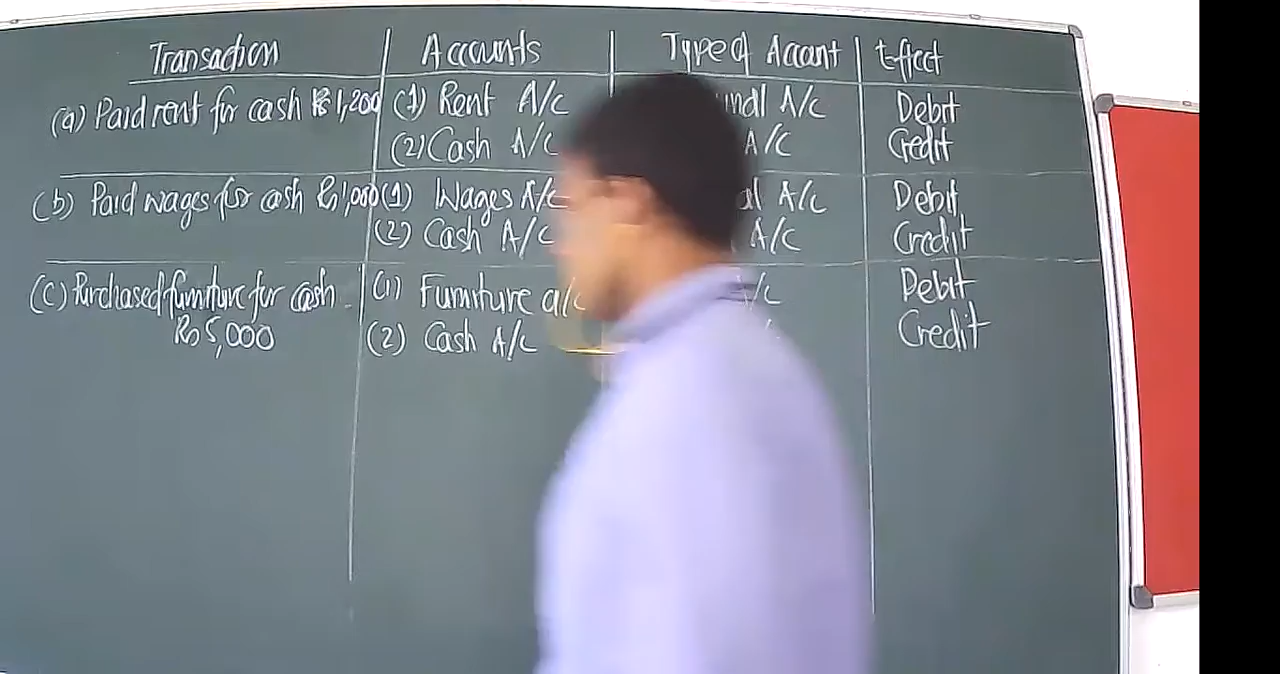 Transaction Accounts Type of Account Effect
(a) Paid rent for cash Rs 1,200 (1) Rent A/c A/c Debit
(2) Cash A/c A/c Credit
(b) Paid wages for cash Rs 1,000 (1) Wages A/c A/c Debit
(2) Cash A/c A/c Credit
(c) Purchased furniture for cash (1) Furniture a/c Debit
Rs 5,000 (2) Cash A/c Credit